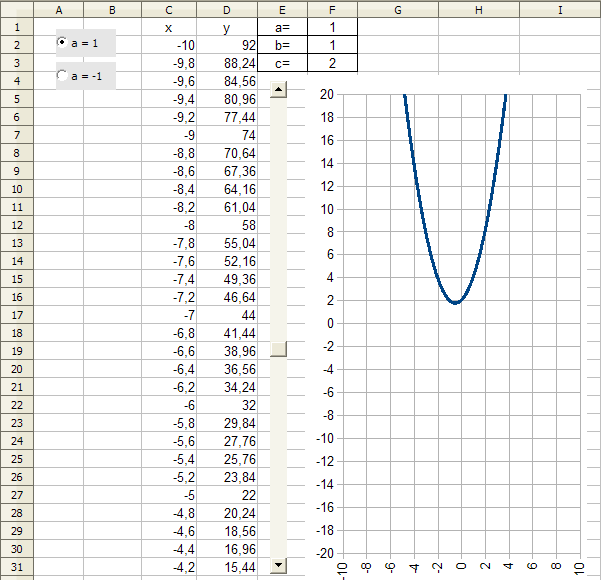 A B C D E F G H I
1 x y a= 1
2 a = 1 -10 92 b= 1
3 -9,8 88,24 c= 2
4 a = -1 -9,6 84,56
5 -9,4 80,96
6 -9,2 77,44
7 -9 74
8 -8,8 70,64
9 -8,6 67,36
10 -8,4 64,16
11 -8,2 61,04
12 -8 58
13 -7,8 55,04
14 -7,6 52,16
15 -7,4 49,36
16 -7,2 46,64
17 -7 44
18 -6,8 41,44
19 -6,6 38,96
20 -6,4 36,56
21 -6,2 34,24
22 -6 32
23 -5,8 29,84
24 -5,6 27,76
25 -5,4 25,76
26 -5,2 23,84
27 -5 22
28 -4,8 20,24
29 -4,6 18,56
30 -4,4 16,96
31 -4,2 15,44
20
18
16
14
12
10
8
6
4
2
0
-2
-4
-6
-8
-10
-12
-14
-16
-18
-20
-10 -8 -6 -4 -2 0 2 4 6 8 10